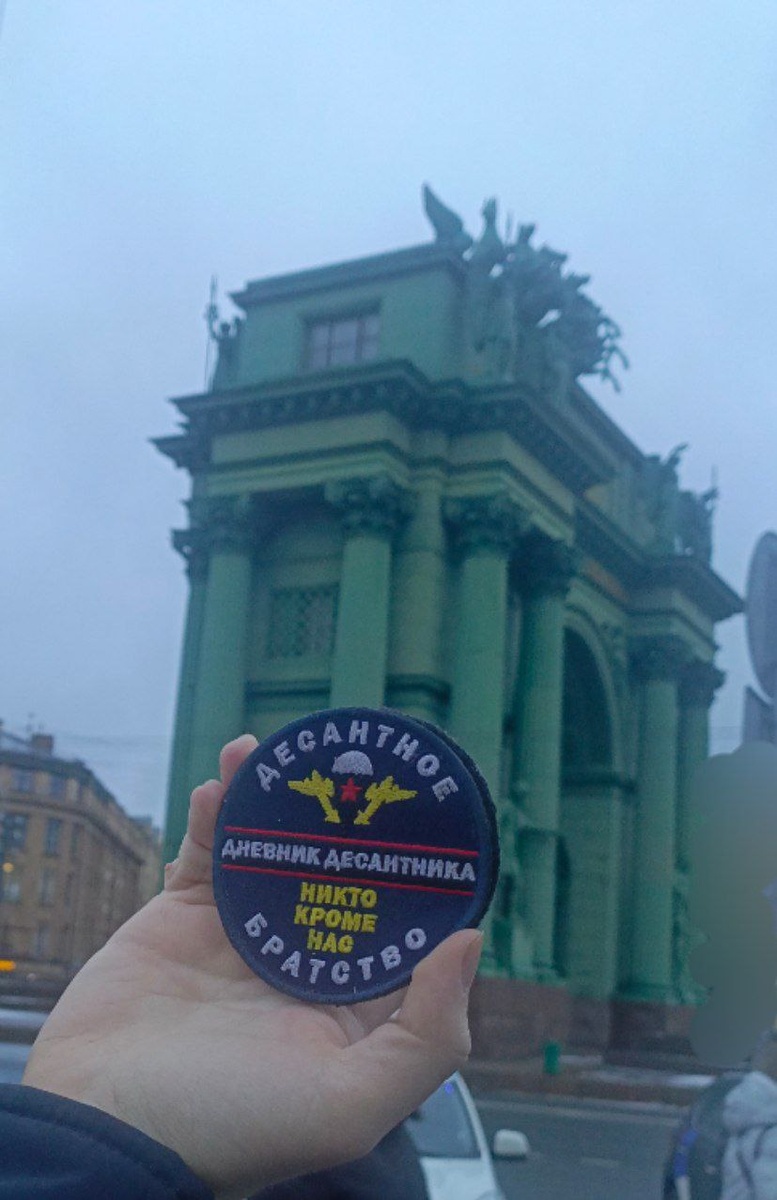 ДЕСАНТНОЕ
ДНЕВНИК ДЕСАНТНИКА
НИКТО
КРОМЕ
НАС
БРАТСТВО